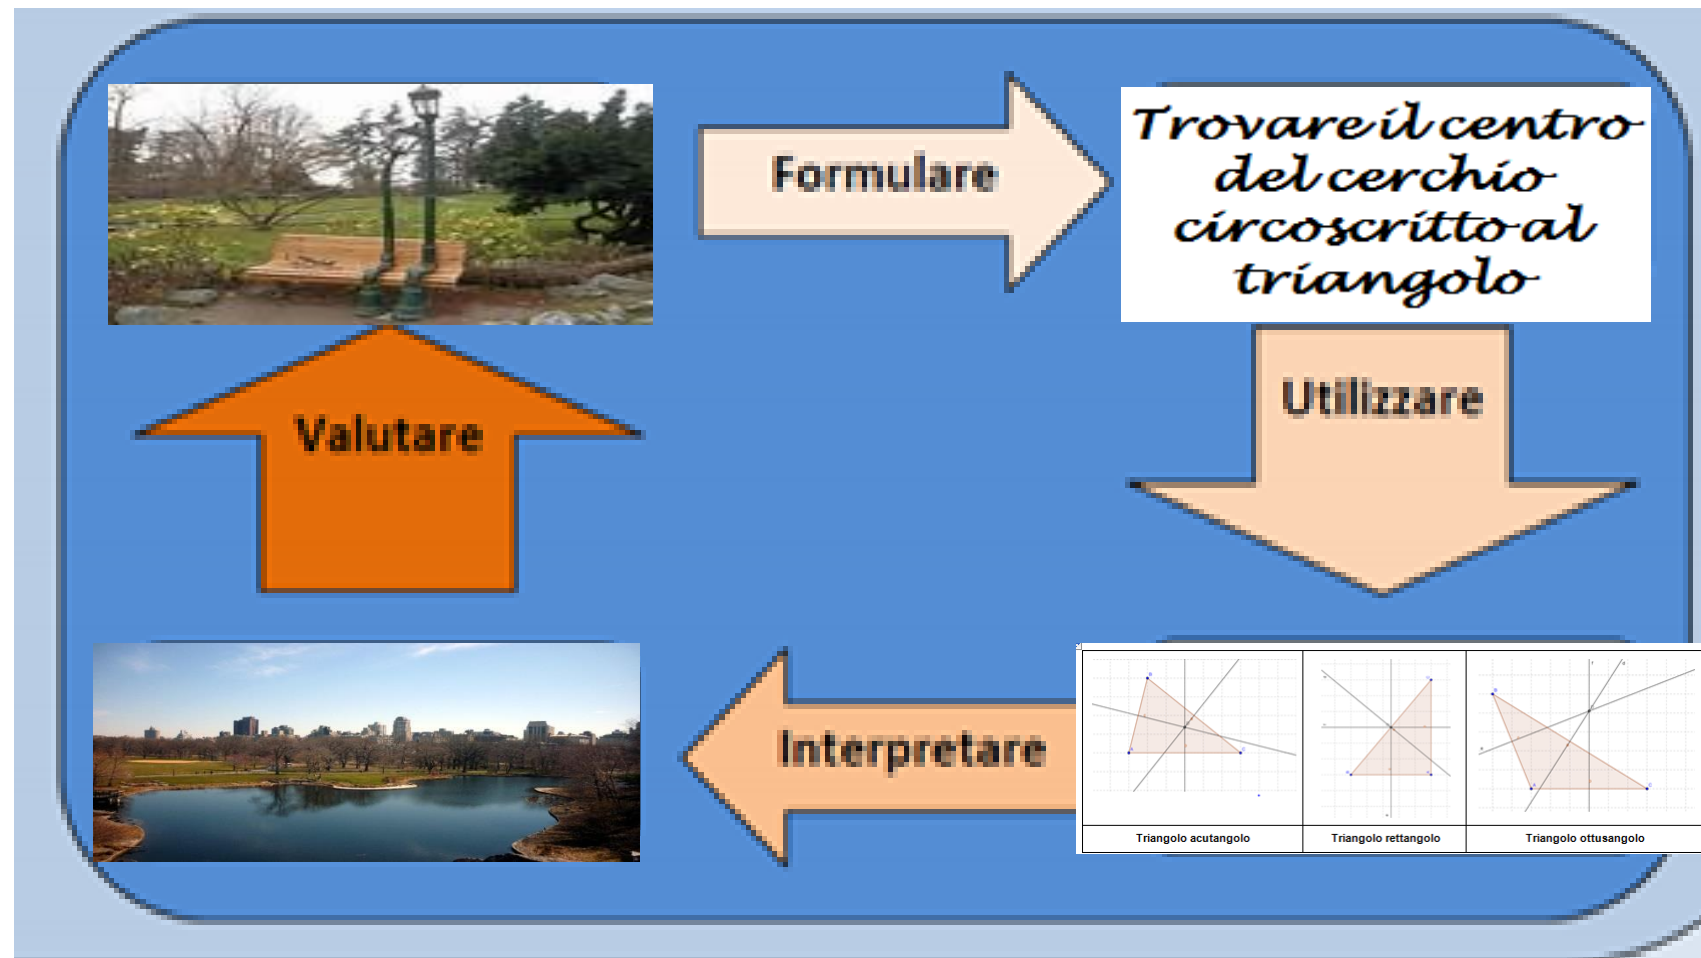 Formulare
Trovare il centro
del cerchio
circoscritto al
triangolo
Utilizzare
Valutare
Interpretare
Triangolo acutangolo
Triangolo rettangolo
Triangolo ottusangolo